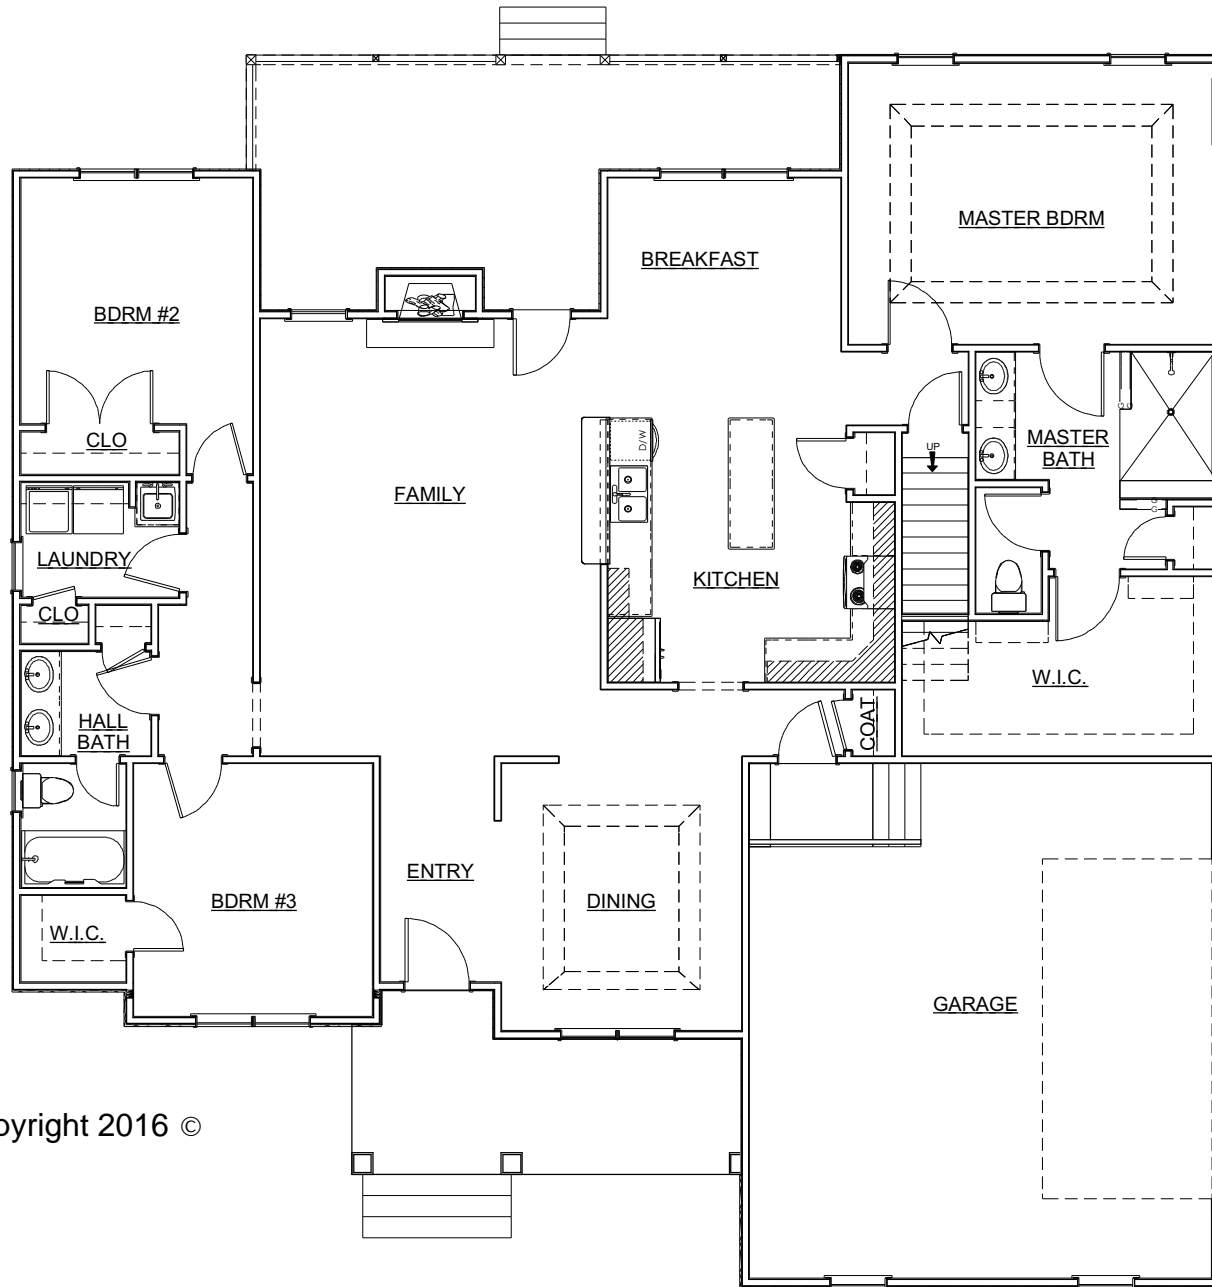 MASTER BDRM
BREAKFAST
BDRM #2
CLO
D/W
UP
MASTER
BATH
FAMILY
LAUNDRY
KITCHEN
CLO
W.I.C.
HALL
BATH
COAT
ENTRY
DINING
BDRM #3
W.I.C.
GARAGE
opyright 2016 ©